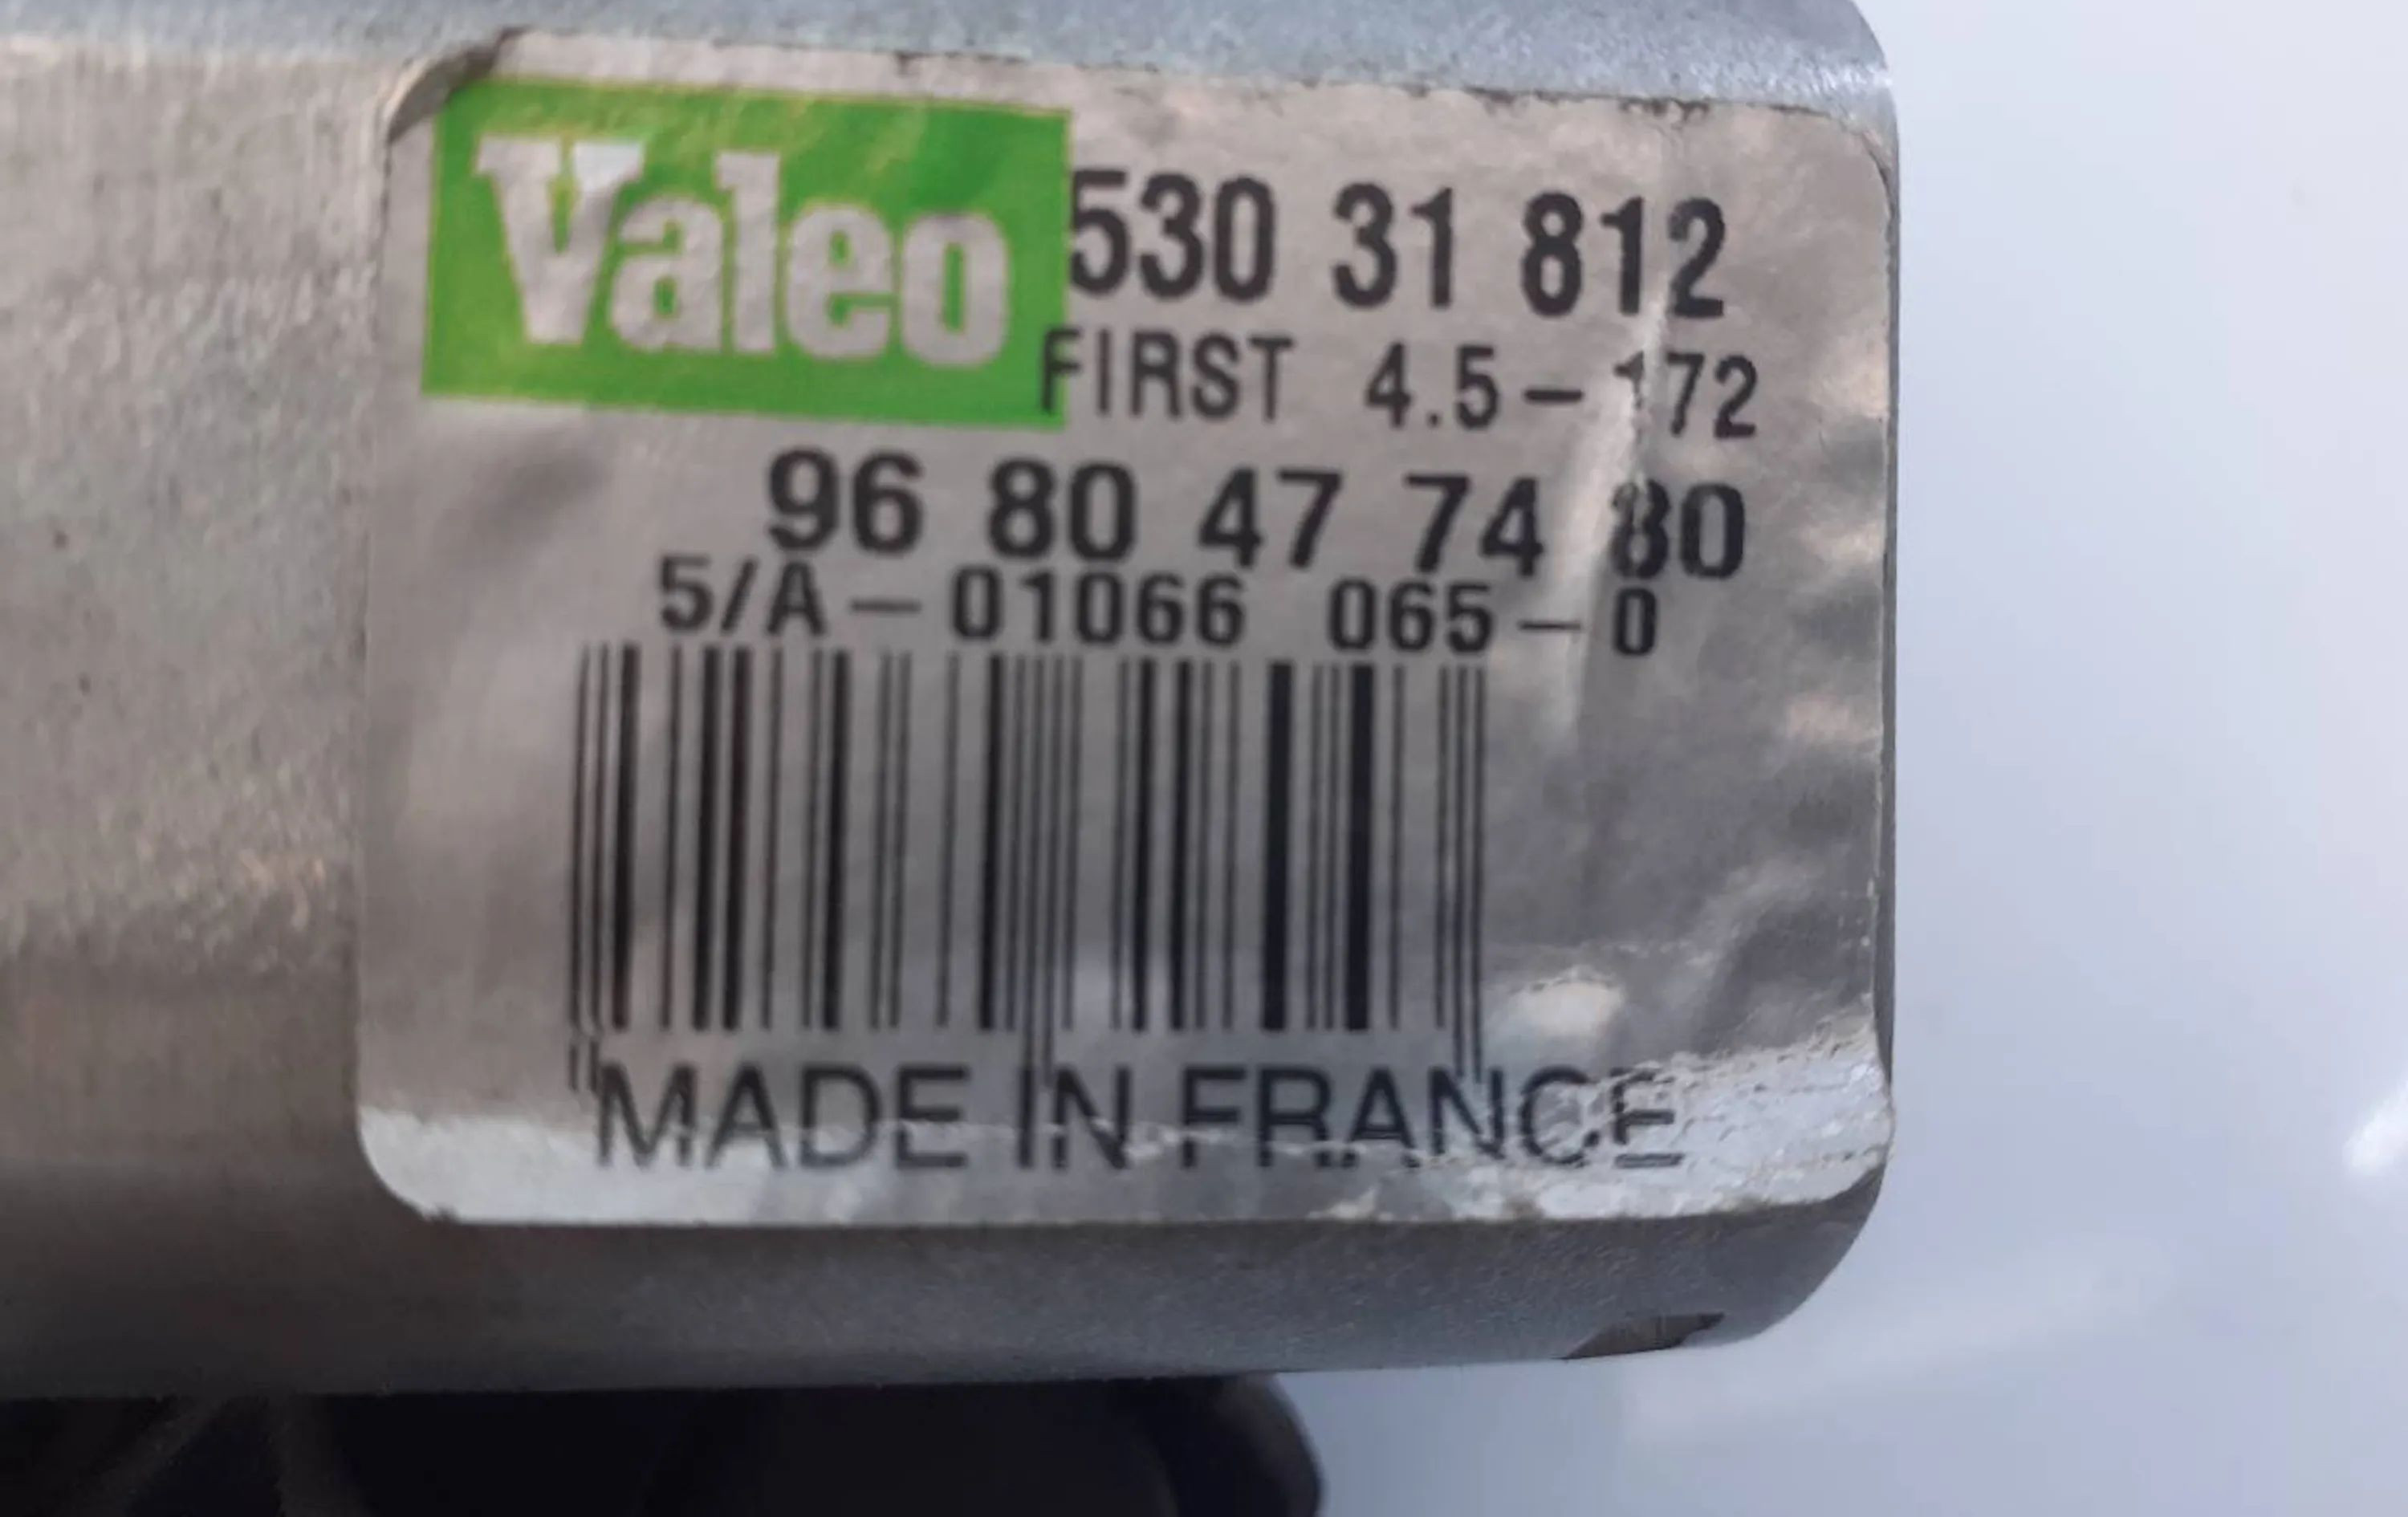 Valeo 530 31 812
FIRST 4.5-172
96 80 47 74 80
5/A-01066 065-0
MADE IN FRANCE